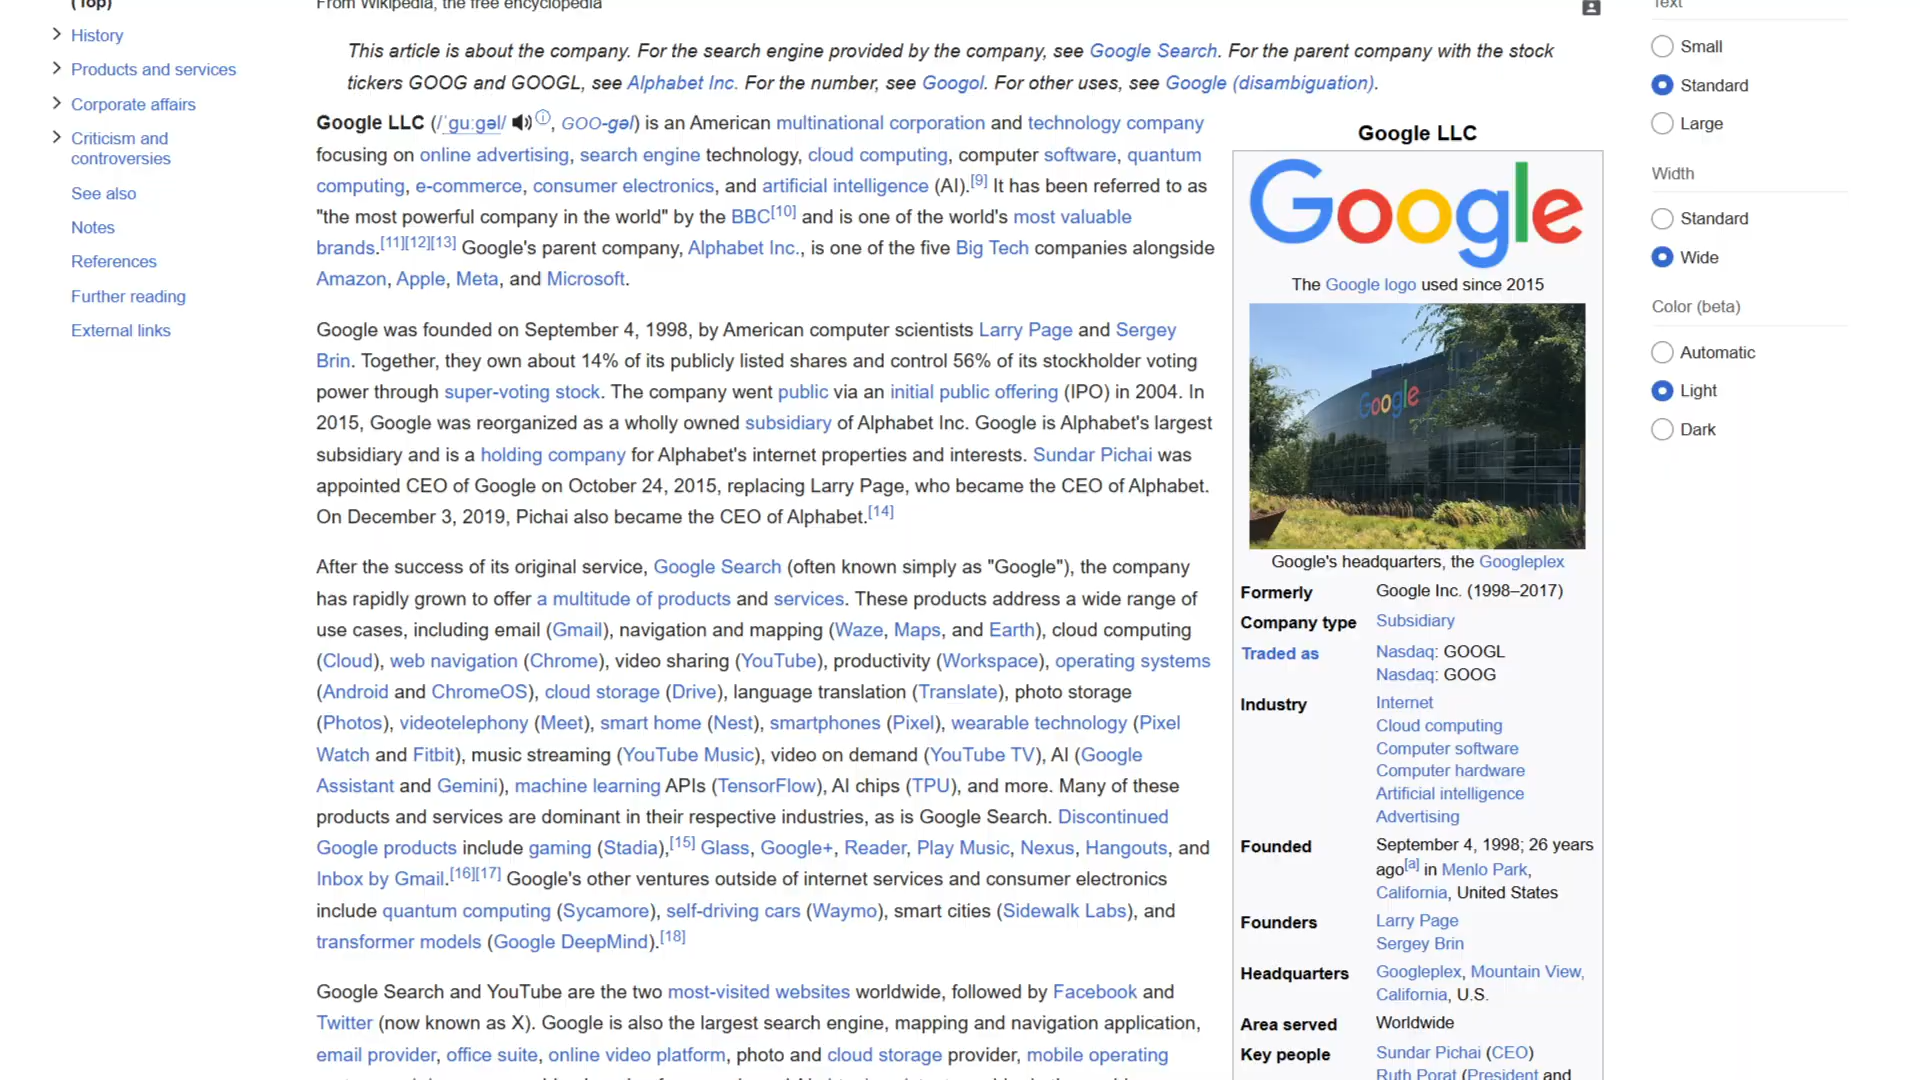 (Top)
History
Products and services
Corporate affairs
Criticism and
controversies
See also
Notes
References
Further reading
External links
From Wikipedia, the free encyclopedia
This article is about the company. For the search engine provided by the company, see Google Search. For the parent company with the stock
tickers GOOG and GOOGL, see Alphabet Inc. For the number, see Googol. For other uses, see Google (disambiguation).
Google LLC (/ˈɡuːɡəl/ ⓘ, GOO-gəl) is an American multinational corporation and technology company
focusing on online advertising, search engine technology, cloud computing, computer software, quantum
computing, e-commerce, consumer electronics, and artificial intelligence (AI).[9] It has been referred to as
"the most powerful company in the world" by the BBC[10] and is one of the world's most valuable
brands.[11][12][13] Google's parent company, Alphabet Inc., is one of the five Big Tech companies alongside
Amazon, Apple, Meta, and Microsoft.
Google was founded on September 4, 1998, by American computer scientists Larry Page and Sergey
Brin. Together, they own about 14% of its publicly listed shares and control 56% of its stockholder voting
power through super-voting stock. The company went public via an initial public offering (IPO) in 2004. In
2015, Google was reorganized as a wholly owned subsidiary of Alphabet Inc. Google is Alphabet's largest
subsidiary and is a holding company for Alphabet's internet properties and interests. Sundar Pichai was
appointed CEO of Google on October 24, 2015, replacing Larry Page, who became the CEO of Alphabet.
On December 3, 2019, Pichai also became the CEO of Alphabet.[14]
After the success of its original service, Google Search (often known simply as "Google"), the company
has rapidly grown to offer a multitude of products and services. These products address a wide range of
use cases, including email (Gmail), navigation and mapping (Waze, Maps, and Earth), cloud computing
(Cloud), web navigation (Chrome), video sharing (YouTube), productivity (Workspace), operating systems
(Android and ChromeOS), cloud storage (Drive), language translation (Translate), photo storage
(Photos), videotelephony (Meet), smart home (Nest), smartphones (Pixel), wearable technology (Pixel
Watch and Fitbit), music streaming (YouTube Music), video on demand (YouTube TV), AI (Google
Assistant and Gemini), machine learning APIs (TensorFlow), AI chips (TPU), and more. Many of these
products and services are dominant in their respective industries, as is Google Search. Discontinued
Google products include gaming (Stadia),[15] Glass, Google+, Reader, Play Music, Nexus, Hangouts, and
Inbox by Gmail.[16][17] Google's other ventures outside of internet services and consumer electronics
include quantum computing (Sycamore), self-driving cars (Waymo), smart cities (Sidewalk Labs), and
transformer models (Google DeepMind).[18]
Google Search and YouTube are the two most-visited websites worldwide, followed by Facebook and
Twitter (now known as X). Google is also the largest search engine, mapping and navigation application,
email provider, office suite, online video platform, photo and cloud storage provider, mobile operating
Google LLC
Google
The Google logo used since 2015
Google
Google's headquarters, the Googleplex
Formerly Google Inc. (1998–2017)
Company type Subsidiary
Traded as Nasdaq: GOOGL
Nasdaq: GOOG
Industry Internet
Cloud computing
Computer software
Computer hardware
Artificial intelligence
Advertising
Founded September 4, 1998; 26 years
ago[a] in Menlo Park,
California, United States
Founders Larry Page
Sergey Brin
Headquarters Googleplex, Mountain View,
California, U.S.
Area served Worldwide
Key people Sundar Pichai (CEO)
Ruth Porat (President and
Text
Small
Standard
Large
Width
Standard
Wide
Color (beta)
Automatic
Light
Dark